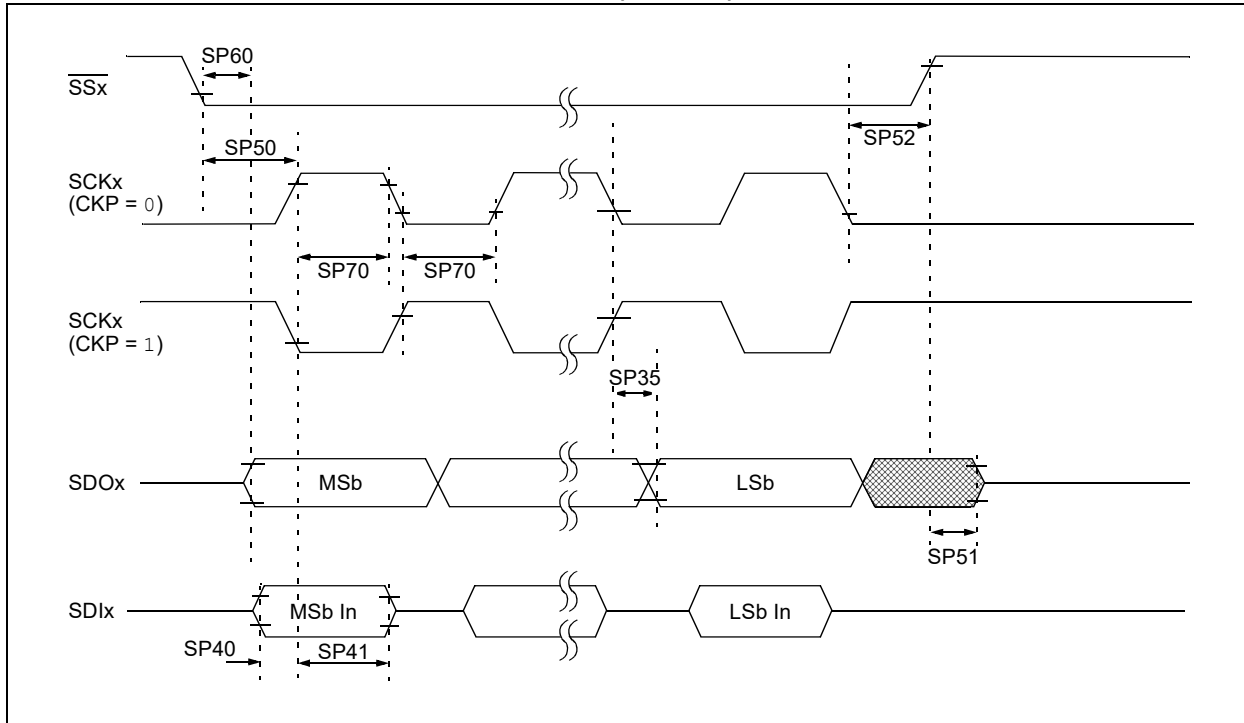 SP60
SSx
SP52
SP50
SCKx
(CKP = 0)
SP70
SP70
SCKx
(CKP = 1)
SP35
SDOx
MSb
LSb
SP51
SDIx
MSb In
LSb In
SP40
SP41